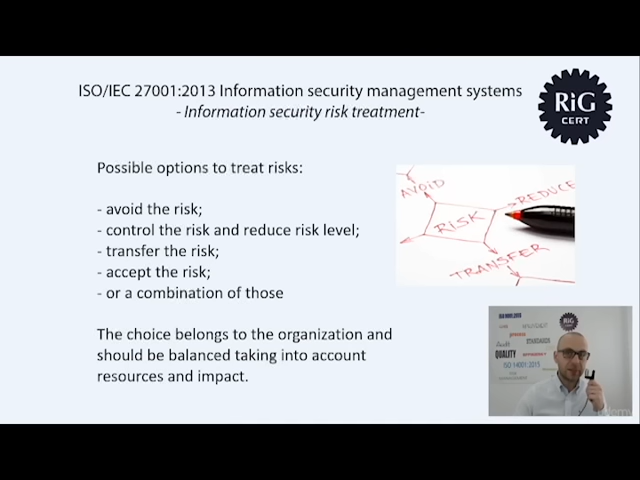 ISO/IEC 27001:2013 Information security management systems
- Information security risk treatment-
RiG
CERT
Possible options to treat risks:
- avoid the risk;
- control the risk and reduce risk level;
- transfer the risk;
- accept the risk;
- or a combination of those
The choice belongs to the organization and
should be balanced taking into account
resources and impact.
AVOID
REDUCE
RISK
TRANSFER
RiG
QUALITY
ISO 14001:2015